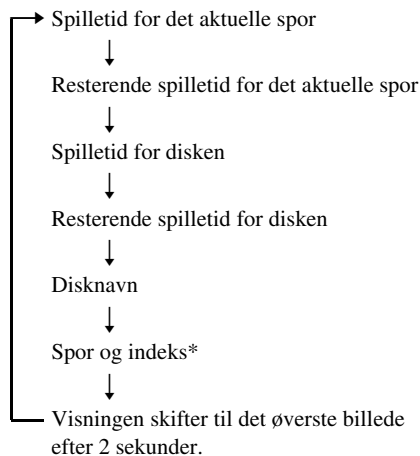 Spilletid for det aktuelle spor
Resterende spilletid for det aktuelle spor
Spilletid for disken
Resterende spilletid for disken
Disknavn
Spor og indeks*
Visningen skifter til det øverste billede
efter 2 sekunder.